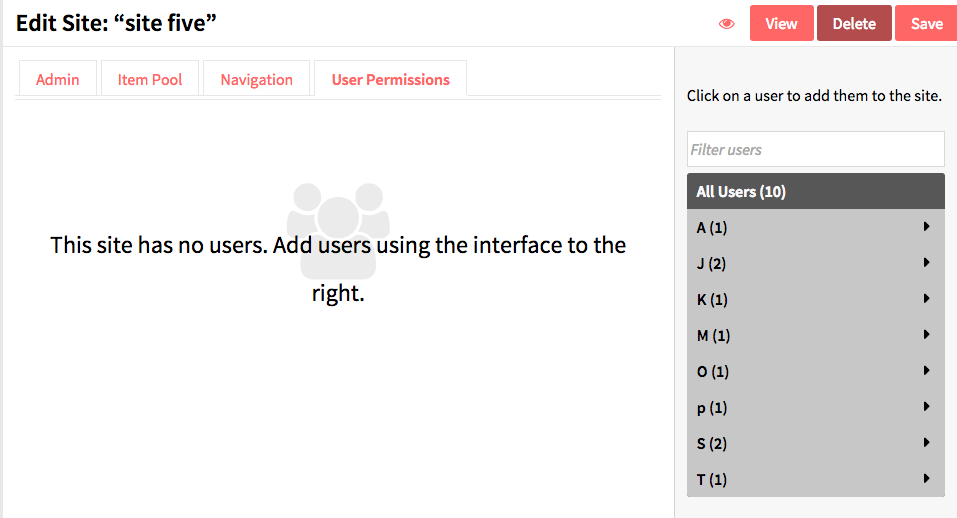 Edit Site: “site five”
View
Delete
Save
Admin
Item Pool
Navigation
User Permissions
This site has no users. Add users using the interface to the
right.
Click on a user to add them to the site.
Filter users
All Users (10)
A (1)
J (2)
K (1)
M (1)
O (1)
p (1)
S (2)
T (1)